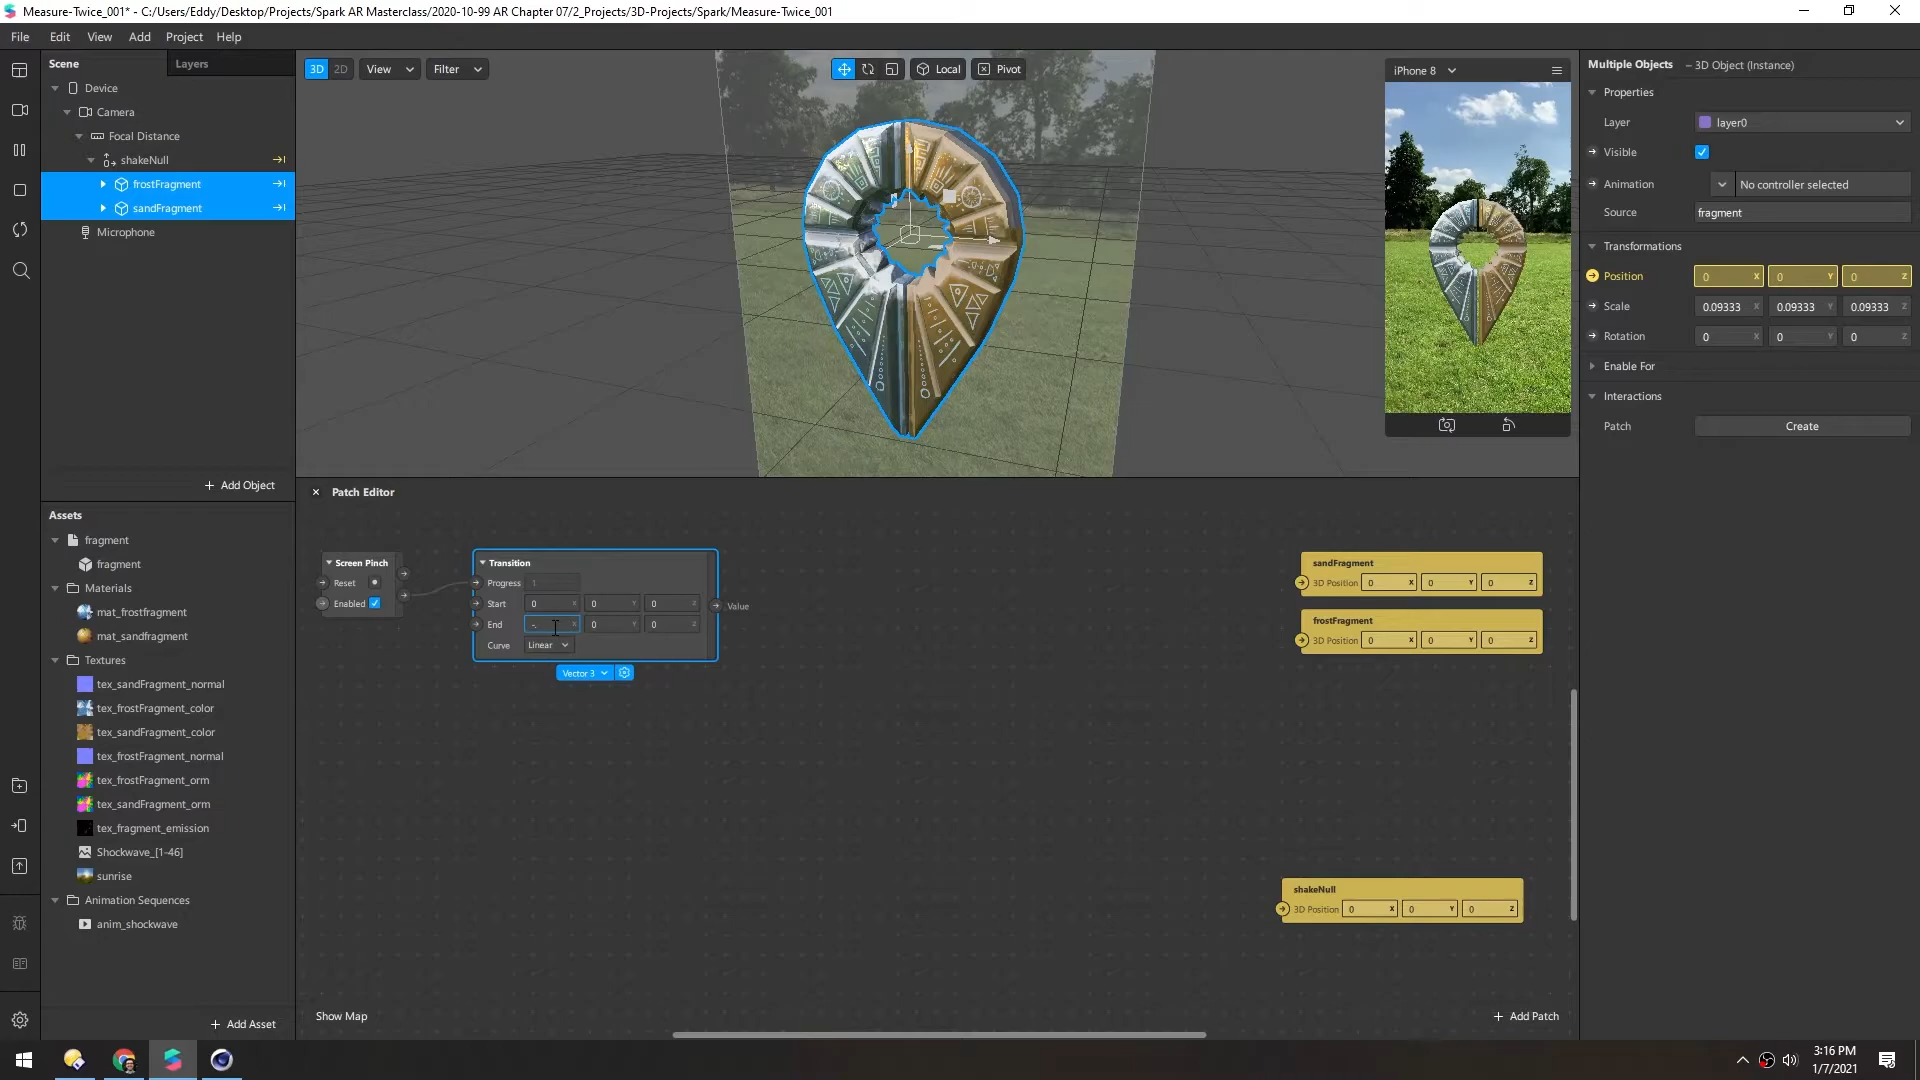 Measure-Twice_001* - C:/Users/Eddy/Desktop/Projects/Spark AR Masterclass/2020-10-99 AR Chapter 07/2_Projects/3D-Projects/Spark/Measure-Twice_001
File Edit View Add Project Help
Scene Layers
Device
Camera
Focal Distance
shakeNull
frostFragment
sandFragment
Microphone
+ Add Object
Assets
fragment
fragment
Materials
mat_frostfragment
mat_sandfragment
Textures
tex_sandFragment_normal
tex_frostFragment_color
tex_sandFragment_color
tex_frostFragment_normal
tex_frostFragment_orm
tex_sandFragment_orm
tex_fragment_emission
Shockwave_[1-46]
sunrise
Animation Sequences
anim_shockwave
+ Add Asset
3D 2D View Filter Local Pivot
iPhone 8
Patch Editor
Screen Pinch
Reset
Enabled
Transition
Progress 1
Start 0 X 0 Y 0 Z
End -. X 0 Y 0 Z
Curve Linear
Value
Vector 3
sandFragment
3D Position 0 X 0 Y 0 Z
frostFragment
3D Position 0 X 0 Y 0 Z
shakeNull
3D Position 0 X 0 Y 0 Z
Show Map
+ Add Patch
Multiple Objects – 3D Object (Instance)
Properties
Layer layer0
Visible
Animation No controller selected
Source fragment
Transformations
Position 0 X 0 Y 0 Z
Scale 0.09333 X 0.09333 Y 0.09333 Z
Rotation 0 X 0 Y 0 Z
Enable For
Interactions
Patch Create
3:16 PM
1/7/2021